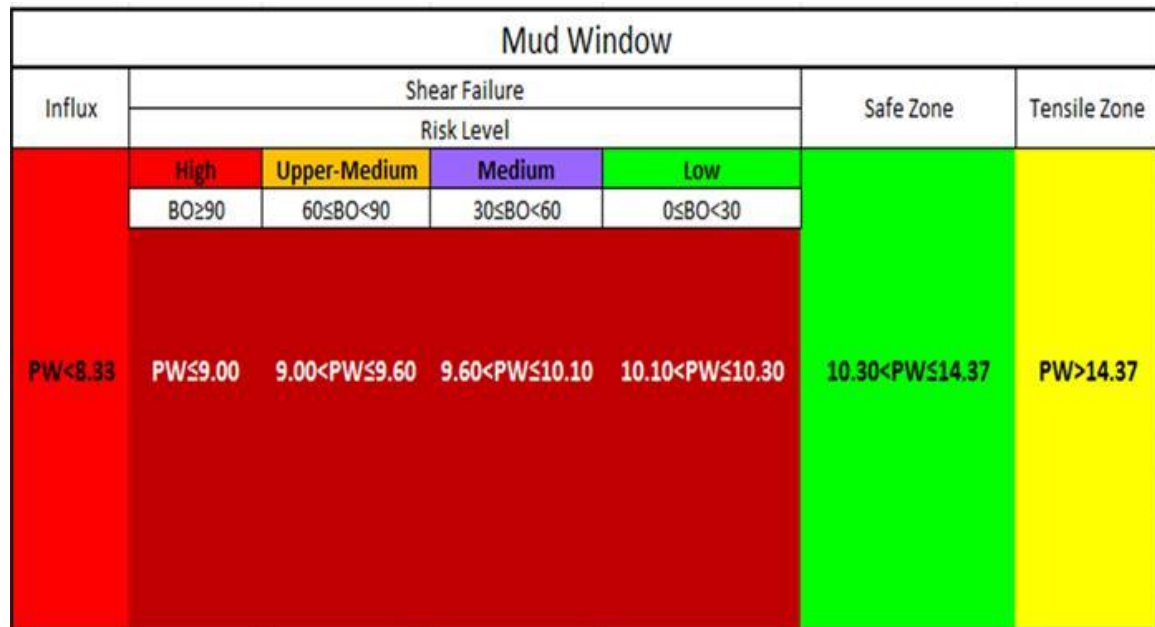 Mud Window
Influx
Shear Failure
Safe Zone
Tensile Zone
Risk Level
High Upper-Medium Medium Low
BO≥90 60≤BO<90 30≤BO<60 0≤BO<30
PW<8.33 PW≤9.00 9.00<PW≤9.60 9.60<PW≤10.10 10.10<PW≤10.30 10.30<PW≤14.37 PW>14.37